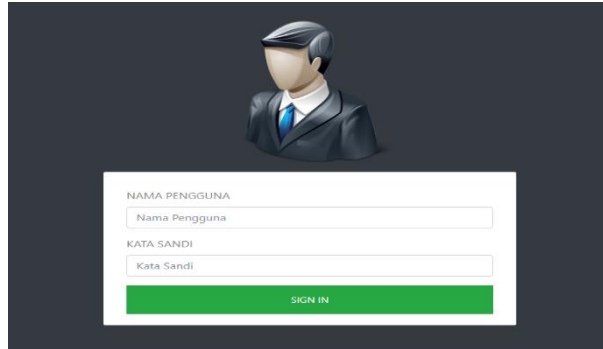 NAMA PENGGUNA
Nama Pengguna
KATA SANDI
Kata Sandi
SIGN IN